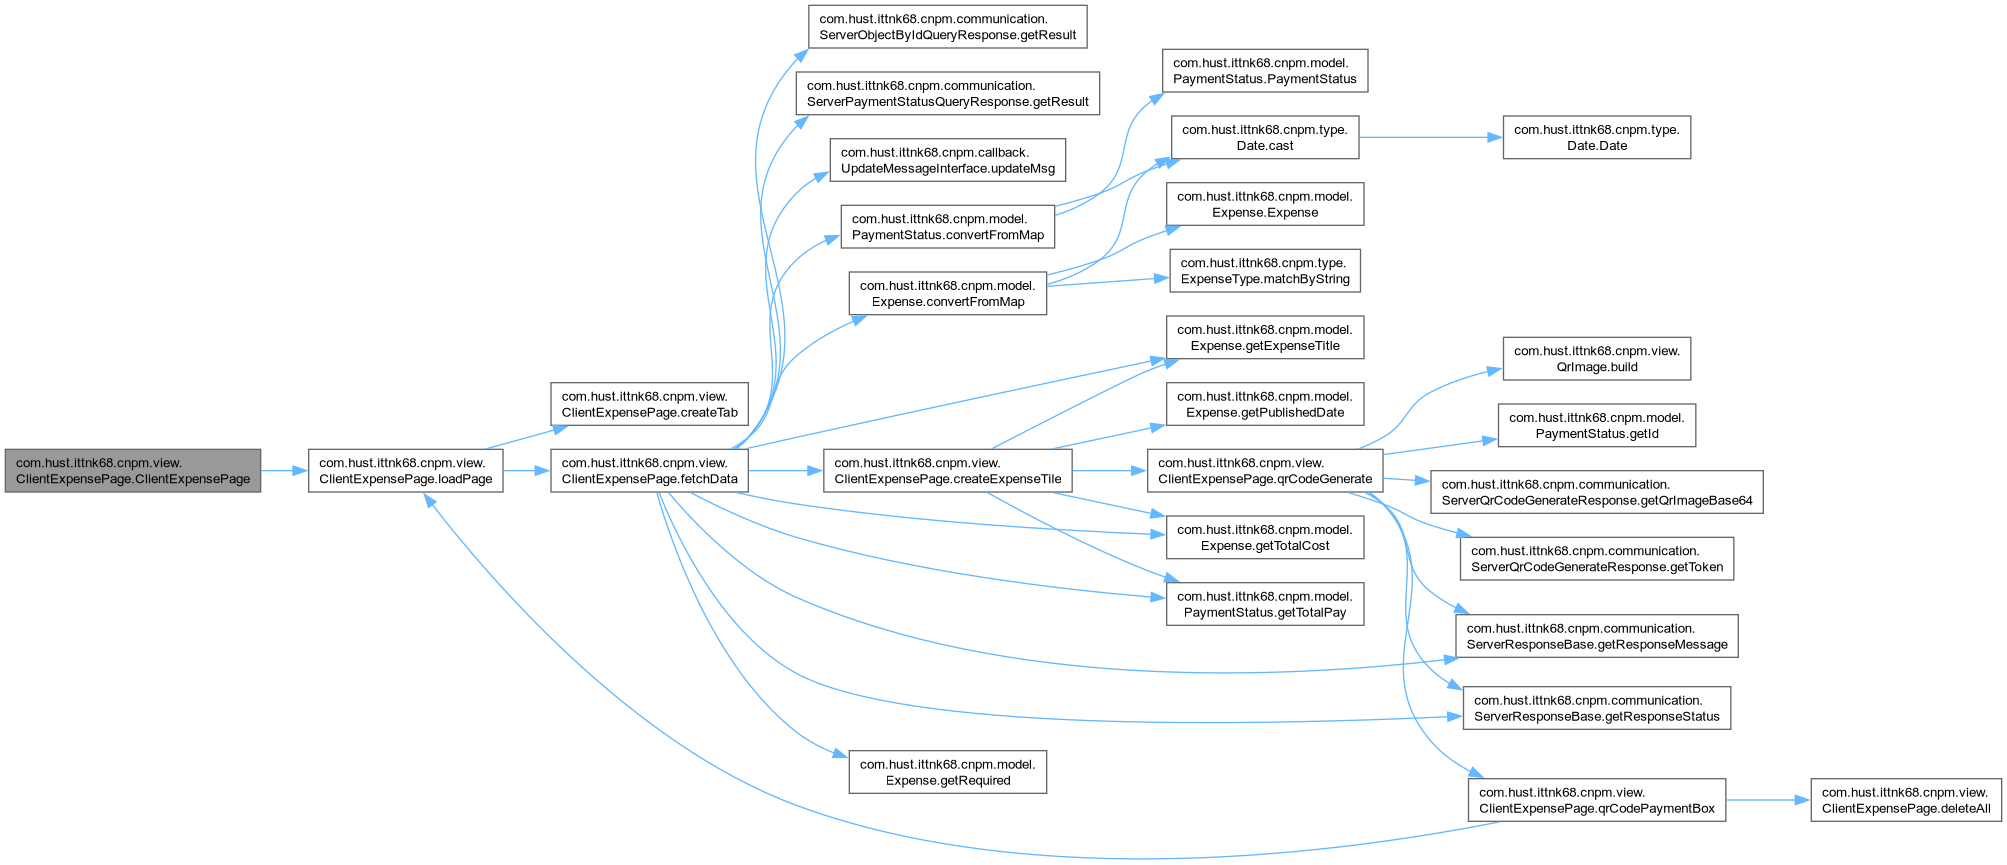 com.hust.ittnk68.cnpm.communication.
ServerObjectByIdQueryResponse.getResult
com.hust.ittnk68.cnpm.model.
PaymentStatus.PaymentStatus
com.hust.ittnk68.cnpm.communication.
ServerPaymentStatusQueryResponse.getResult
com.hust.ittnk68.cnpm.type.
Date.cast
com.hust.ittnk68.cnpm.type.
Date.Date
com.hust.ittnk68.cnpm.callback.
UpdateMessageInterface.updateMsg
com.hust.ittnk68.cnpm.model.
Expense.Expense
com.hust.ittnk68.cnpm.model.
PaymentStatus.convertFromMap
com.hust.ittnk68.cnpm.type.
ExpenseType.matchByString
com.hust.ittnk68.cnpm.model.
Expense.convertFromMap
com.hust.ittnk68.cnpm.model.
Expense.getExpenseTitle
com.hust.ittnk68.cnpm.view.
QrImage.build
com.hust.ittnk68.cnpm.view.
ClientExpensePage.createTab
com.hust.ittnk68.cnpm.model.
Expense.getPublishedDate
com.hust.ittnk68.cnpm.model.
PaymentStatus.getId
com.hust.ittnk68.cnpm.view.
ClientExpensePage.ClientExpensePage
com.hust.ittnk68.cnpm.view.
ClientExpensePage.loadPage
com.hust.ittnk68.cnpm.view.
ClientExpensePage.fetchData
com.hust.ittnk68.cnpm.view.
ClientExpensePage.createExpenseTile
com.hust.ittnk68.cnpm.view.
ClientExpensePage.qrCodeGenerate
com.hust.ittnk68.cnpm.communication.
ServerQrCodeGenerateResponse.getQrImageBase64
com.hust.ittnk68.cnpm.model.
Expense.getTotalCost
com.hust.ittnk68.cnpm.communication.
ServerQrCodeGenerateResponse.getToken
com.hust.ittnk68.cnpm.model.
PaymentStatus.getTotalPay
com.hust.ittnk68.cnpm.communication.
ServerResponseBase.getResponseMessage
com.hust.ittnk68.cnpm.communication.
ServerResponseBase.getResponseStatus
com.hust.ittnk68.cnpm.model.
Expense.getRequired
com.hust.ittnk68.cnpm.view.
ClientExpensePage.qrCodePaymentBox
com.hust.ittnk68.cnpm.view.
ClientExpensePage.deleteAll